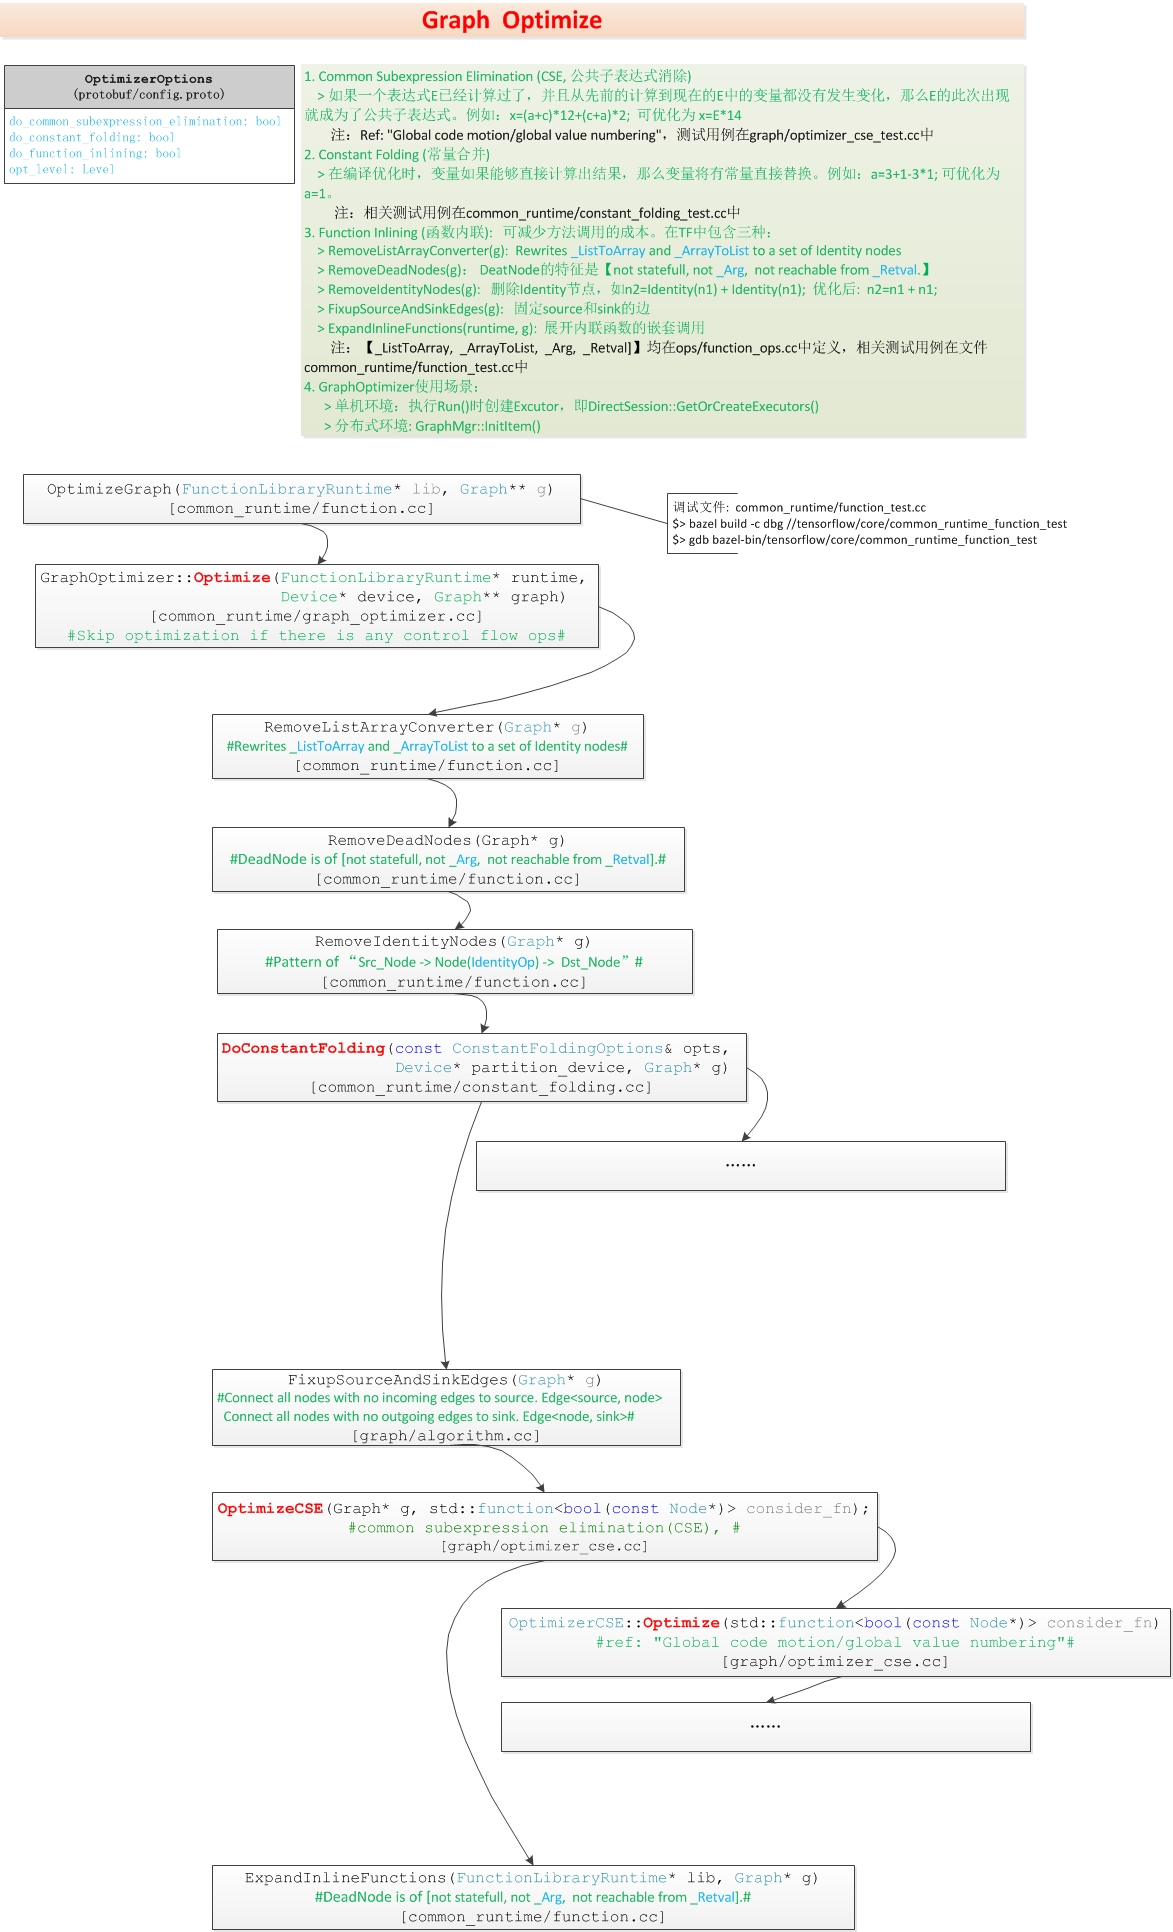 Graph  Optimize
OptimizerOptions
(protobuf/config.proto)
do_common_subexpression_elimination: bool
do_constant_folding: bool
do_function_inlining: bool
opt_level: Level
1. Common Subexpression Elimination (CSE, 公共子表达式消除)
> 如果一个表达式E已经计算过了，并且从先前的计算到现在的E中的变量都没有发生变化，那么E的此次出现
就成为了公共子表达式。例如：x=(a+c)*12+(c+a)*2;  可优化为 x=E*14
注：Ref: "Global code motion/global value numbering"，测试用例在graph/optimizer_cse_test.cc中
2. Constant Folding (常量合并)
> 在编译优化时，变量如果能够直接计算出结果，那么变量将有常量直接替换。例如：a=3+1-3*1; 可优化为
a=1。
注：相关测试用例在common_runtime/constant_folding_test.cc中
3. Function Inlining (函数内联)：可减少方法调用的成本。在TF中包含三种：
> RemoveListArrayConverter(g):  Rewrites _ListToArray and _ArrayToList to a set of Identity nodes
> RemoveDeadNodes(g)： DeatNode的特征是【not statefull, not _Arg,  not reachable from _Retval.】
> RemoveIdentityNodes(g)： 删除Identity节点，如n2=Identity(n1) + Identity(n1);  优化后:  n2=n1 + n1;
> FixupSourceAndSinkEdges(g)： 固定source和sink的边
> ExpandInlineFunctions(runtime, g):  展开内联函数的嵌套调用
注：【_ListToArray,  _ArrayToList,  _Arg,  _Retval]】均在ops/function_ops.cc中定义，相关测试用例在文件
common_runtime/function_test.cc中
4. GraphOptimizer使用场景：
> 单机环境：执行Run()时创建Excutor，即DirectSession::GetOrCreateExecutors()
> 分布式环境: GraphMgr::InitItem()
OptimizeGraph(FunctionLibraryRuntime* lib, Graph** g)
[common_runtime/function.cc]
调试文件:  common_runtime/function_test.cc
$> bazel build -c dbg //tensorflow/core/common_runtime_function_test
$> gdb bazel-bin/tensorflow/core/common_runtime_function_test
GraphOptimizer::Optimize(FunctionLibraryRuntime* runtime,
Device* device, Graph** graph)
[common_runtime/graph_optimizer.cc]
#Skip optimization if there is any control flow ops#
RemoveListArrayConverter(Graph* g)
#Rewrites _ListToArray and _ArrayToList to a set of Identity nodes#
[common_runtime/function.cc]
RemoveDeadNodes(Graph* g)
#DeadNode is of [not statefull, not _Arg,  not reachable from _Retval].#
[common_runtime/function.cc]
RemoveIdentityNodes(Graph* g)
#Pattern of “Src_Node -> Node(IdentityOp) ->  Dst_Node” #
[common_runtime/function.cc]
DoConstantFolding(const ConstantFoldingOptions& opts,
Device* partition_device, Graph* g)
[common_runtime/constant_folding.cc]
……
FixupSourceAndSinkEdges(Graph* g)
#Connect all nodes with no incoming edges to source. Edge<source, node>
Connect all nodes with no outgoing edges to sink. Edge<node, sink>#
[graph/algorithm.cc]
OptimizeCSE(Graph* g, std::function<bool(const Node*)> consider_fn);
#common subexpression elimination(CSE), #
[graph/optimizer_cse.cc]
OptimizerCSE::Optimize(std::function<bool(const Node*)> consider_fn)
#ref: "Global code motion/global value numbering"#
[graph/optimizer_cse.cc]
……
ExpandInlineFunctions(FunctionLibraryRuntime* lib, Graph* g)
#DeadNode is of [not statefull, not _Arg,  not reachable from _Retval].#
[common_runtime/function.cc]